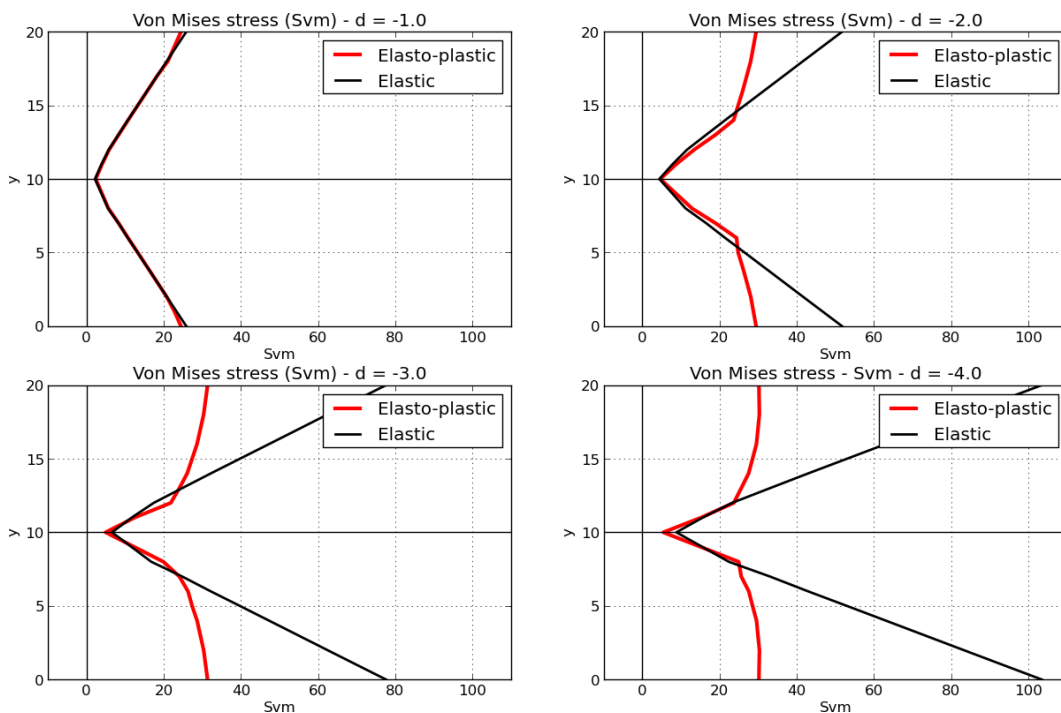 Von Mises stress (Svm) - d = -1.0
20
15
10
5
0
y
0 20 40 60 80 100
Svm
Elasto-plastic
Elastic
Von Mises stress (Svm) - d = -2.0
20
15
10
5
0
y
0 20 40 60 80 100
Svm
Elasto-plastic
Elastic
Von Mises stress (Svm) - d = -3.0
20
15
10
5
0
y
0 20 40 60 80 100
Svm
Elasto-plastic
Elastic
Von Mises stress - Svm - d = -4.0
20
15
10
5
0
y
0 20 40 60 80 100
Svm
Elasto-plastic
Elastic